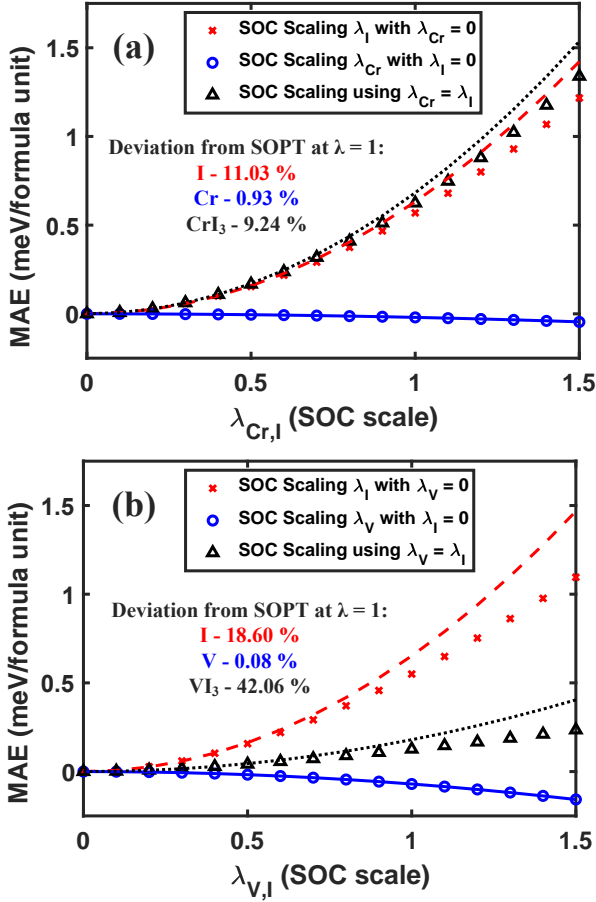 (a)
SOC Scaling λI with λCr = 0
SOC Scaling λCr with λI = 0
SOC Scaling using λCr = λI
Deviation from SOPT at λ = 1:
I - 11.03 %
Cr - 0.93 %
CrI3 - 9.24 %
MAE (meV/formula unit)
1.5
1
0.5
0
0
0.5
1
1.5
λCr,I (SOC scale)
(b)
SOC Scaling λI with λV = 0
SOC Scaling λV with λI = 0
SOC Scaling using λV = λI
Deviation from SOPT at λ = 1:
I - 18.60 %
V - 0.08 %
VI3 - 42.06 %
MAE (meV/formula unit)
1.5
1
0.5
0
0
0.5
1
1.5
λV,I (SOC scale)